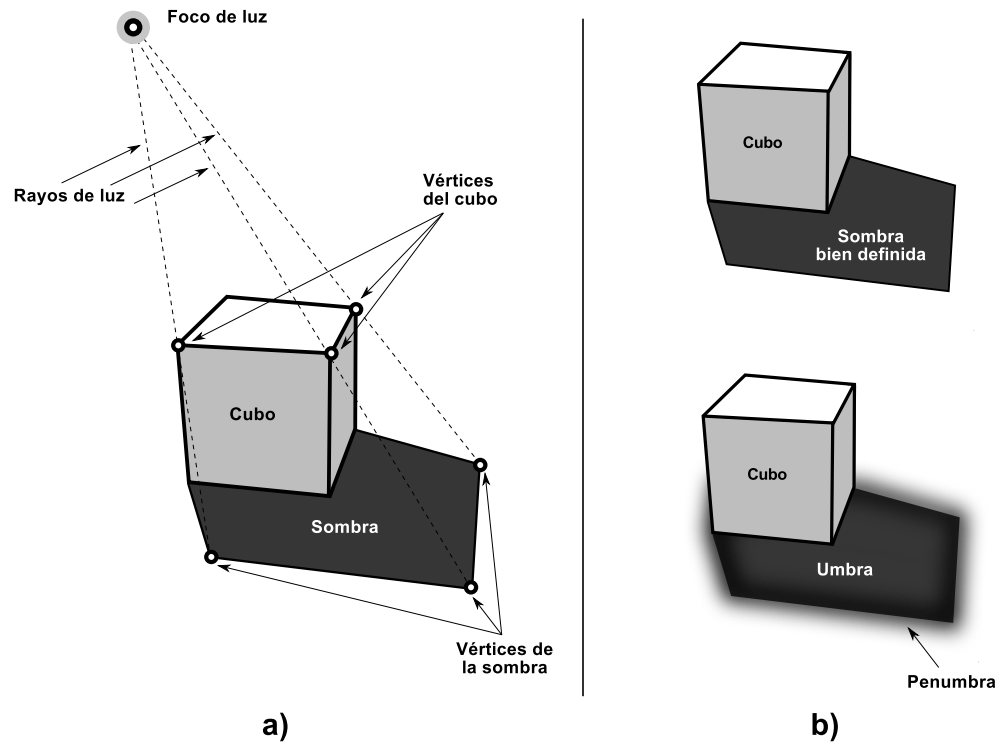 Foco de luz
Rayos de luz
Vértices
del cubo
Cubo
Sombra
Vértices de
la sombra
a)
Cubo
Sombra
bien definida
Cubo
Umbra
Penumbra
b)